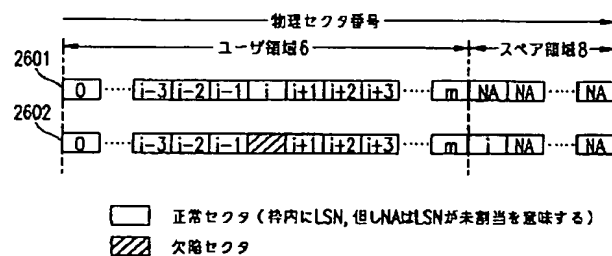 物理セクタ番号
ユーザ領域6 スペア領域8
2601
0 ⋯⋯ i-3 i-2 i-1 i i+1 i+2 i+3 ⋯⋯ m NA NA ⋯⋯ NA
2602
0 ⋯⋯ i-3 i-2 i-1 i+1 i+2 i+3 ⋯⋯ m i NA ⋯⋯ NA
正常セクタ(枠内にLSN, 但しNAはLSNが未割当を意味する)
欠陥セクタ